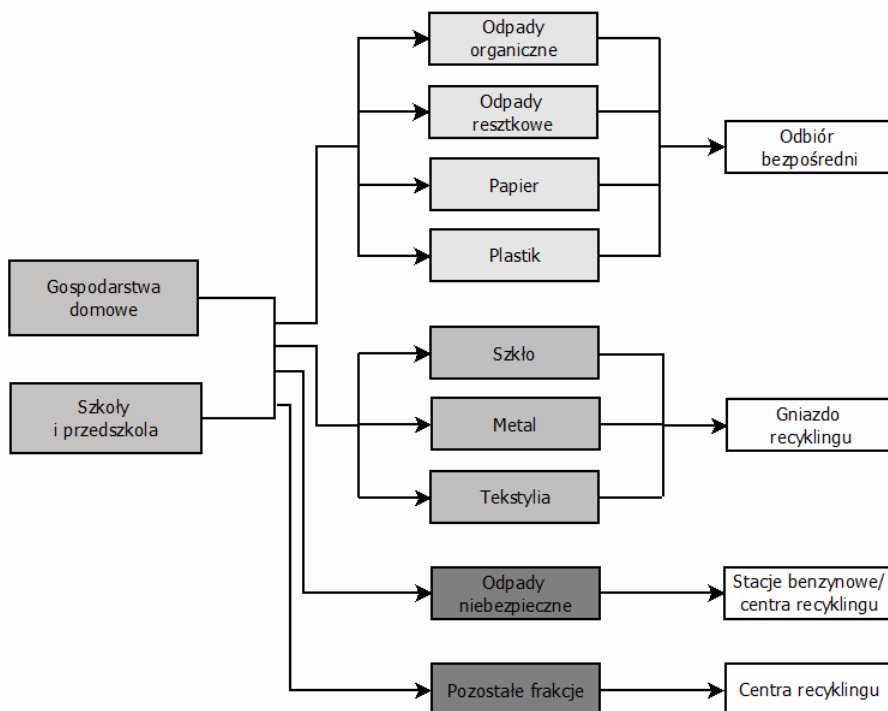 Odpady
organiczne
Odpady
resztkowe
Papier
Plastik
Odbiór
bezpośredni
Gospodarstwa
domowe
Szkoły
i przedszkola
Szkło
Metal
Tekstylia
Gniazdo
recyklingu
Odpady
niebezpieczne
Stacje benzynowe/
centra recyklingu
Pozostałe frakcje
Centra recyklingu